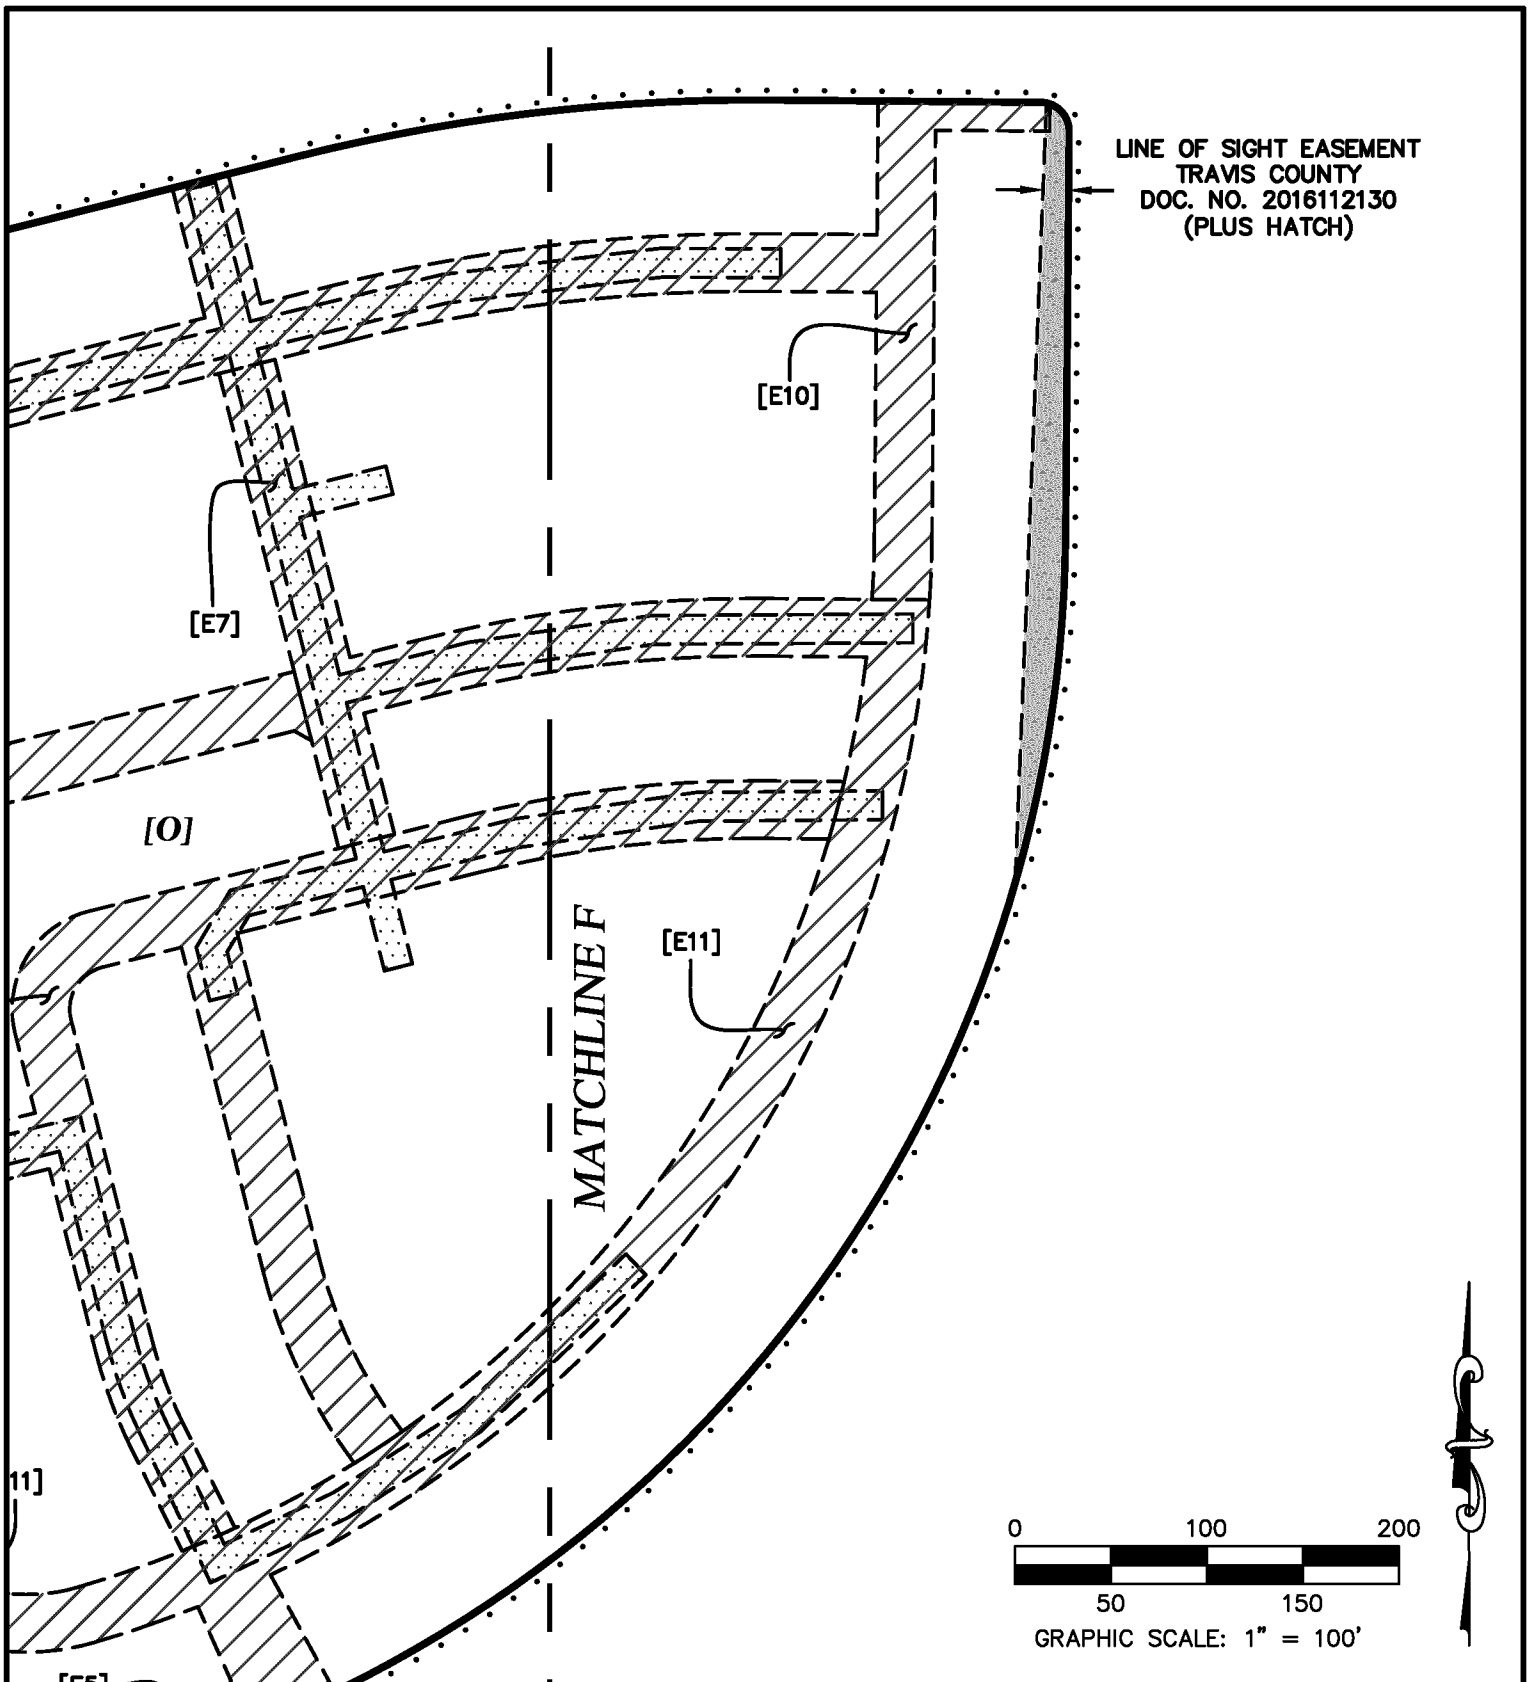 LINE OF SIGHT EASEMENT
TRAVIS COUNTY
DOC. NO. 2016112130
(PLUS HATCH)
[E10]
[E7]
[O]
[E11]
MATCHLINE F
11]
0 100 200
50 150
GRAPHIC SCALE: 1" = 100'